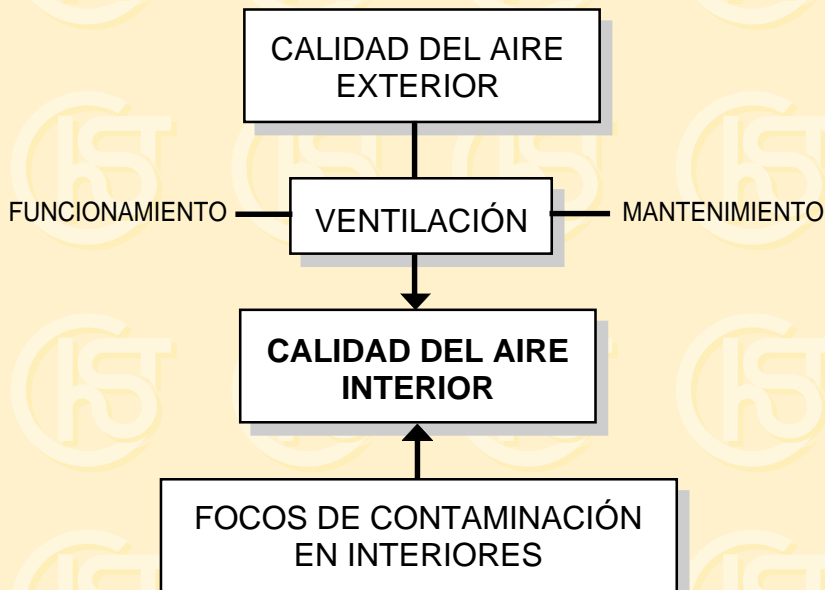 CALIDAD DEL AIRE
EXTERIOR
FUNCIONAMIENTO
VENTILACIÓN
MANTENIMIENTO
CALIDAD DEL AIRE
INTERIOR
FOCOS DE CONTAMINACIÓN
EN INTERIORES